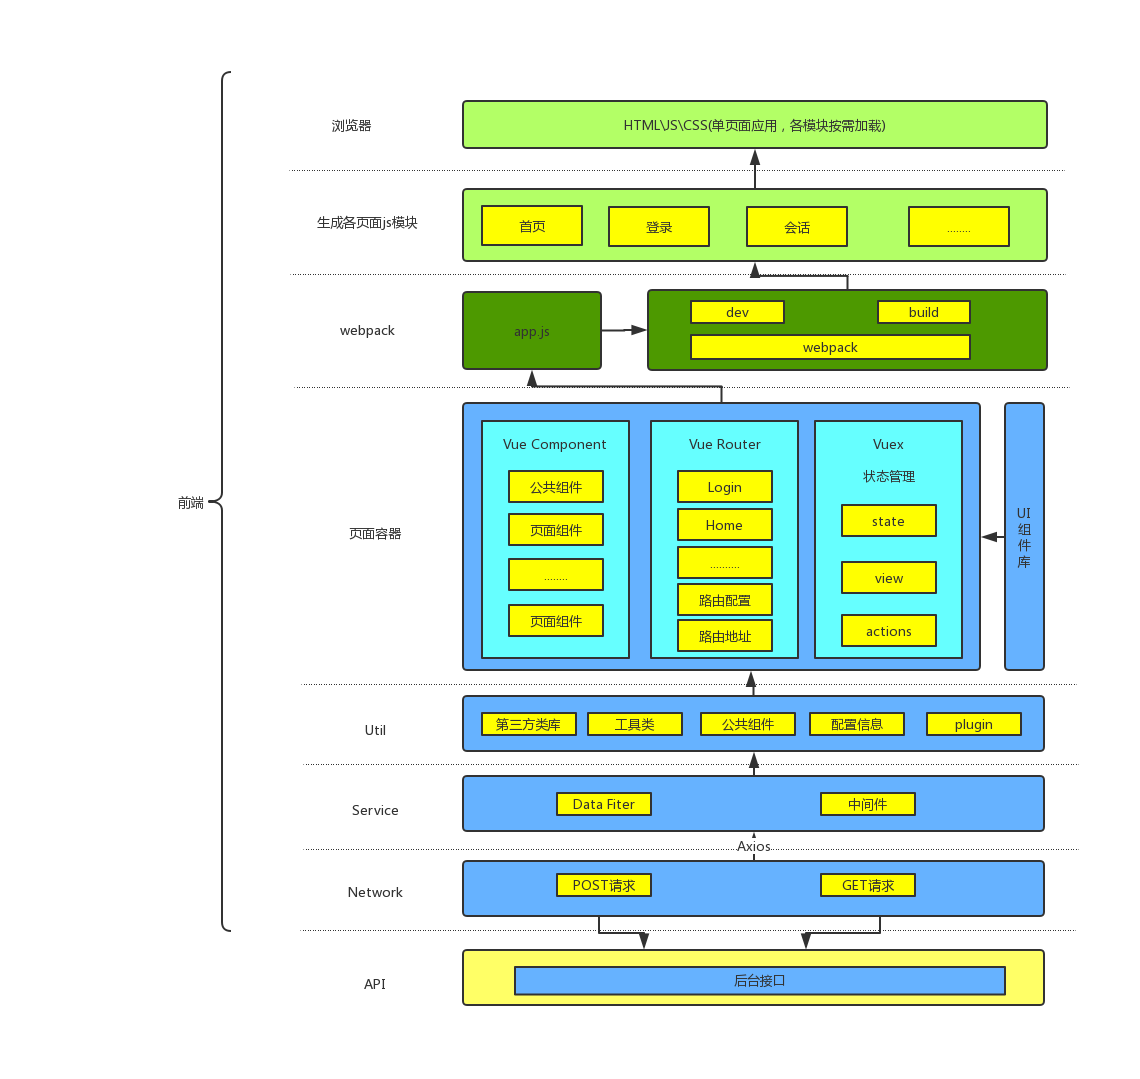 浏览器
HTML\JS\CSS(单页面应用，各模块按需加载)
生成各页面js模块
首页
登录
会话
........
webpack
app.js
dev
build
webpack
前端
页面容器
Vue Component
公共组件
页面组件
........
页面组件
Vue Router
Login
Home
..........
路由配置
路由地址
Vuex
状态管理
state
view
actions
UI
组
件
库
Util
第三方类库
工具类
公共组件
配置信息
plugin
Service
Data Fiter
中间件
Axios
Network
POST请求
GET请求
API
后台接口